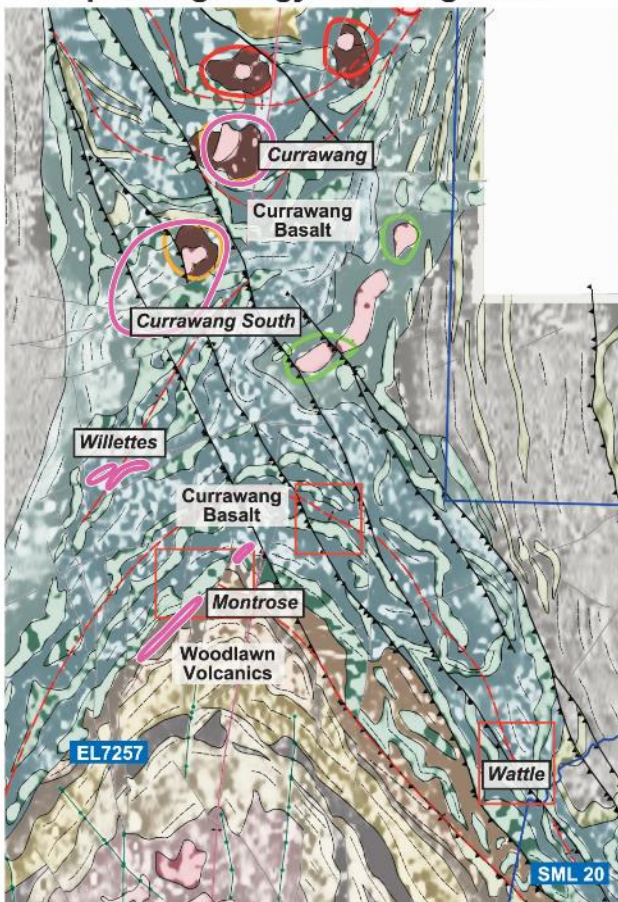 Currawang
Currawang
Basalt
Currawang South
Willettes
Currawang
Basalt
Montrose
Woodlawn
Volcanics
EL7257
Wattle
SML 20